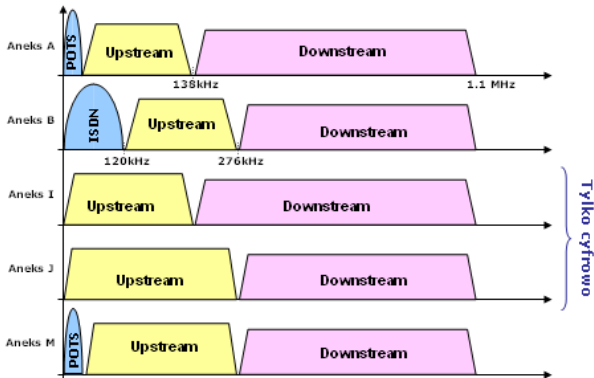 Aneks A
POTS
Upstream
Downstream
138kHz
1.1 MHz
Aneks B
ISDN
Upstream
Downstream
120kHz
276kHz
Aneks I
Upstream
Downstream
Tylko cyfrowo
Aneks J
Upstream
Downstream
Aneks M
POTS
Upstream
Downstream